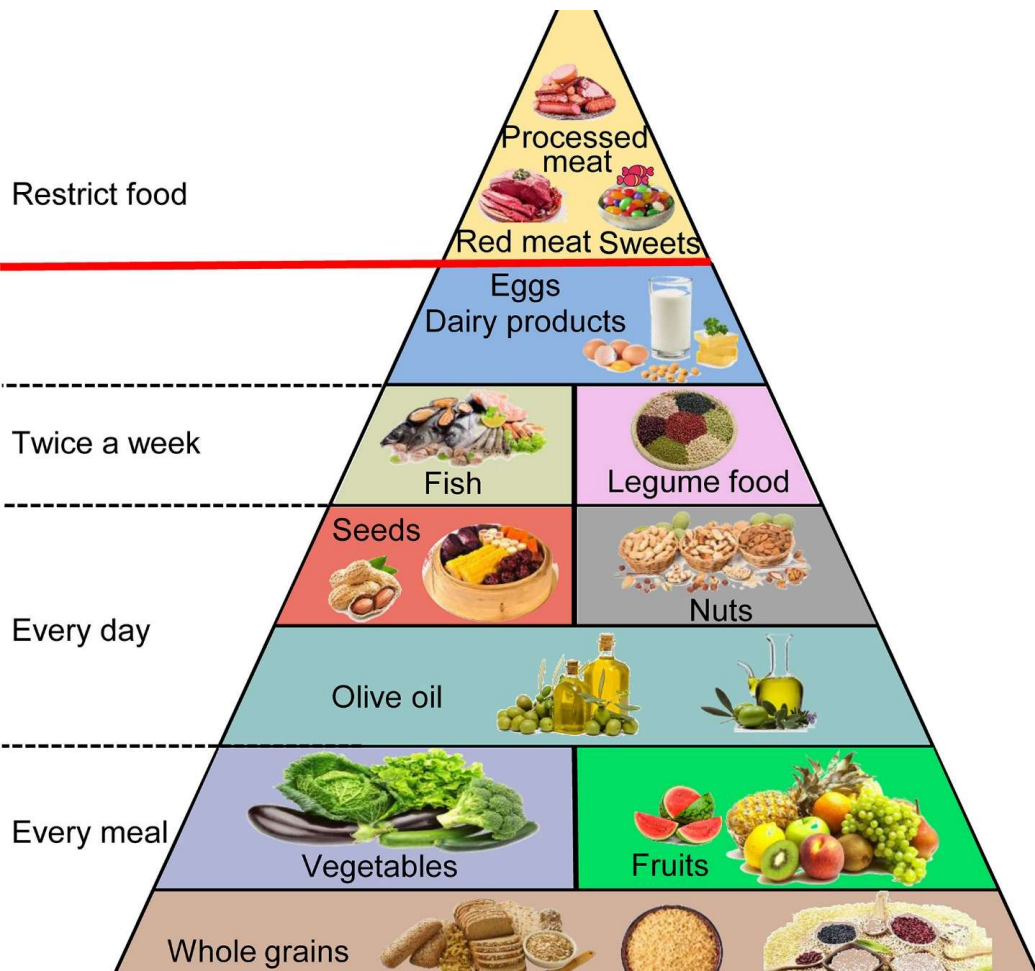 Processed
meat
Restrict food
Red meat
Sweets
Eggs
Dairy products
Twice a week
Fish
Legume food
Seeds
Nuts
Every day
Olive oil
Every meal
Vegetables
Fruits
Whole grains